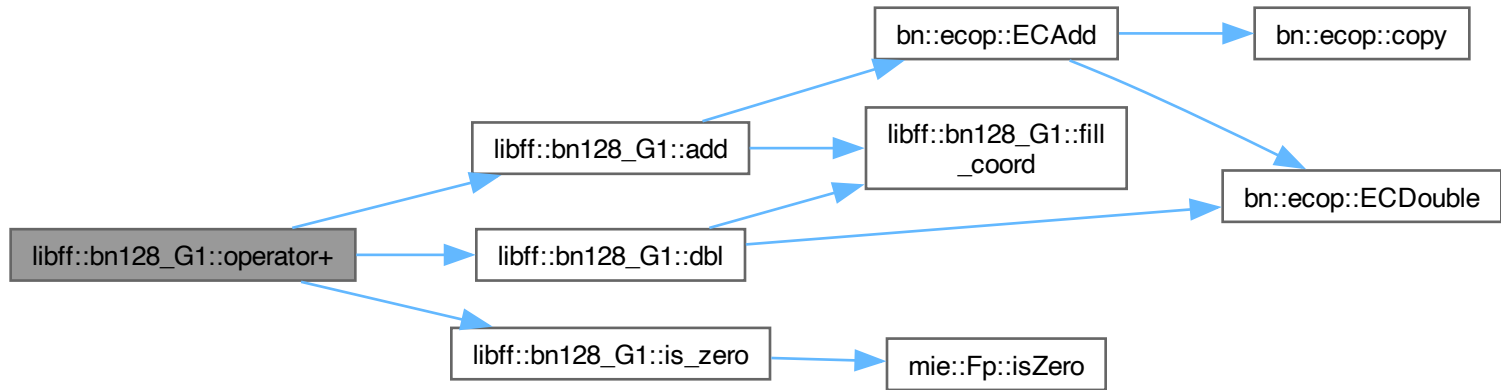 bn::ecop::ECAdd
bn::ecop::copy
libff::bn128_G1::add
libff::bn128_G1::fill
_coord
bn::ecop::ECDouble
libff::bn128_G1::operator+
libff::bn128_G1::dbl
libff::bn128_G1::is_zero
mie::Fp::isZero